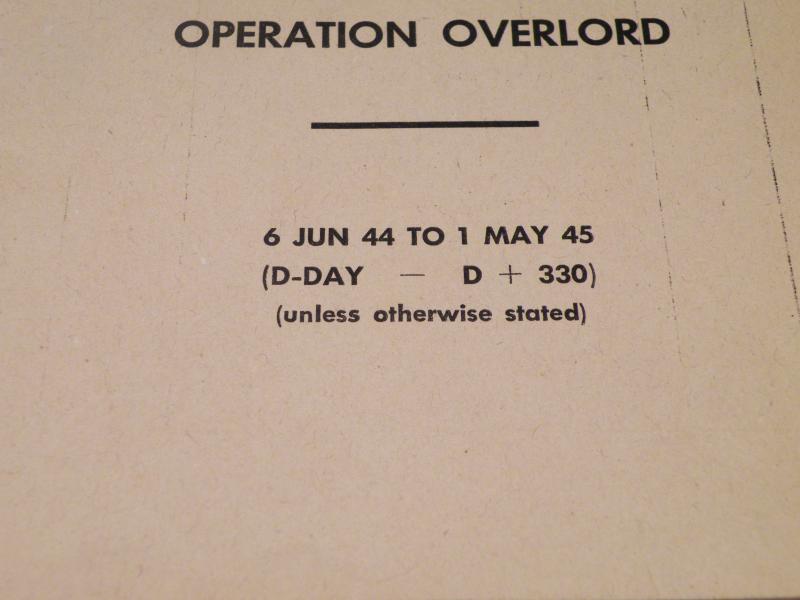 OPERATION OVERLORD
6 JUN 44 TO 1 MAY 45
(D-DAY — D + 330)
(unless otherwise stated)